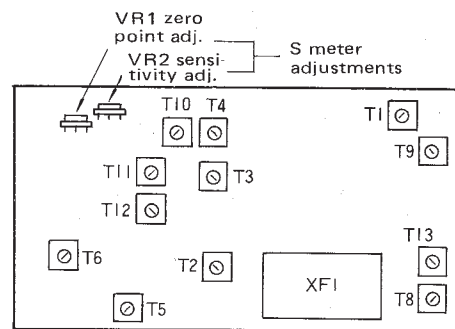 VR1 zero
point adj.
VR2 sensi-
tivity adj.
S meter
adjustments
T10 T4
T1
T9
T11
T3
T12
T6
T2
T13
XF1
T8
T5